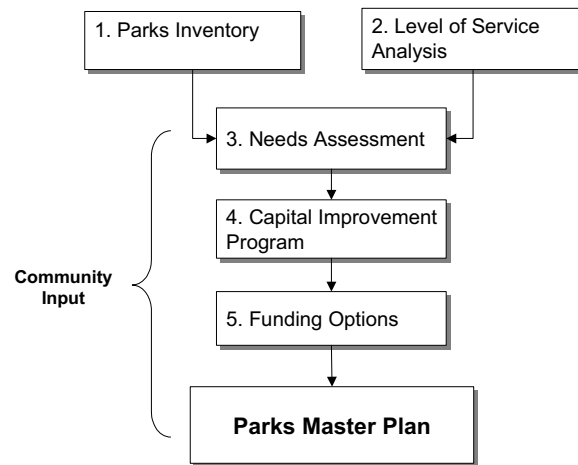 1. Parks Inventory
2. Level of Service
Analysis
3. Needs Assessment
4. Capital Improvement
Program
Community
Input
5. Funding Options
Parks Master Plan